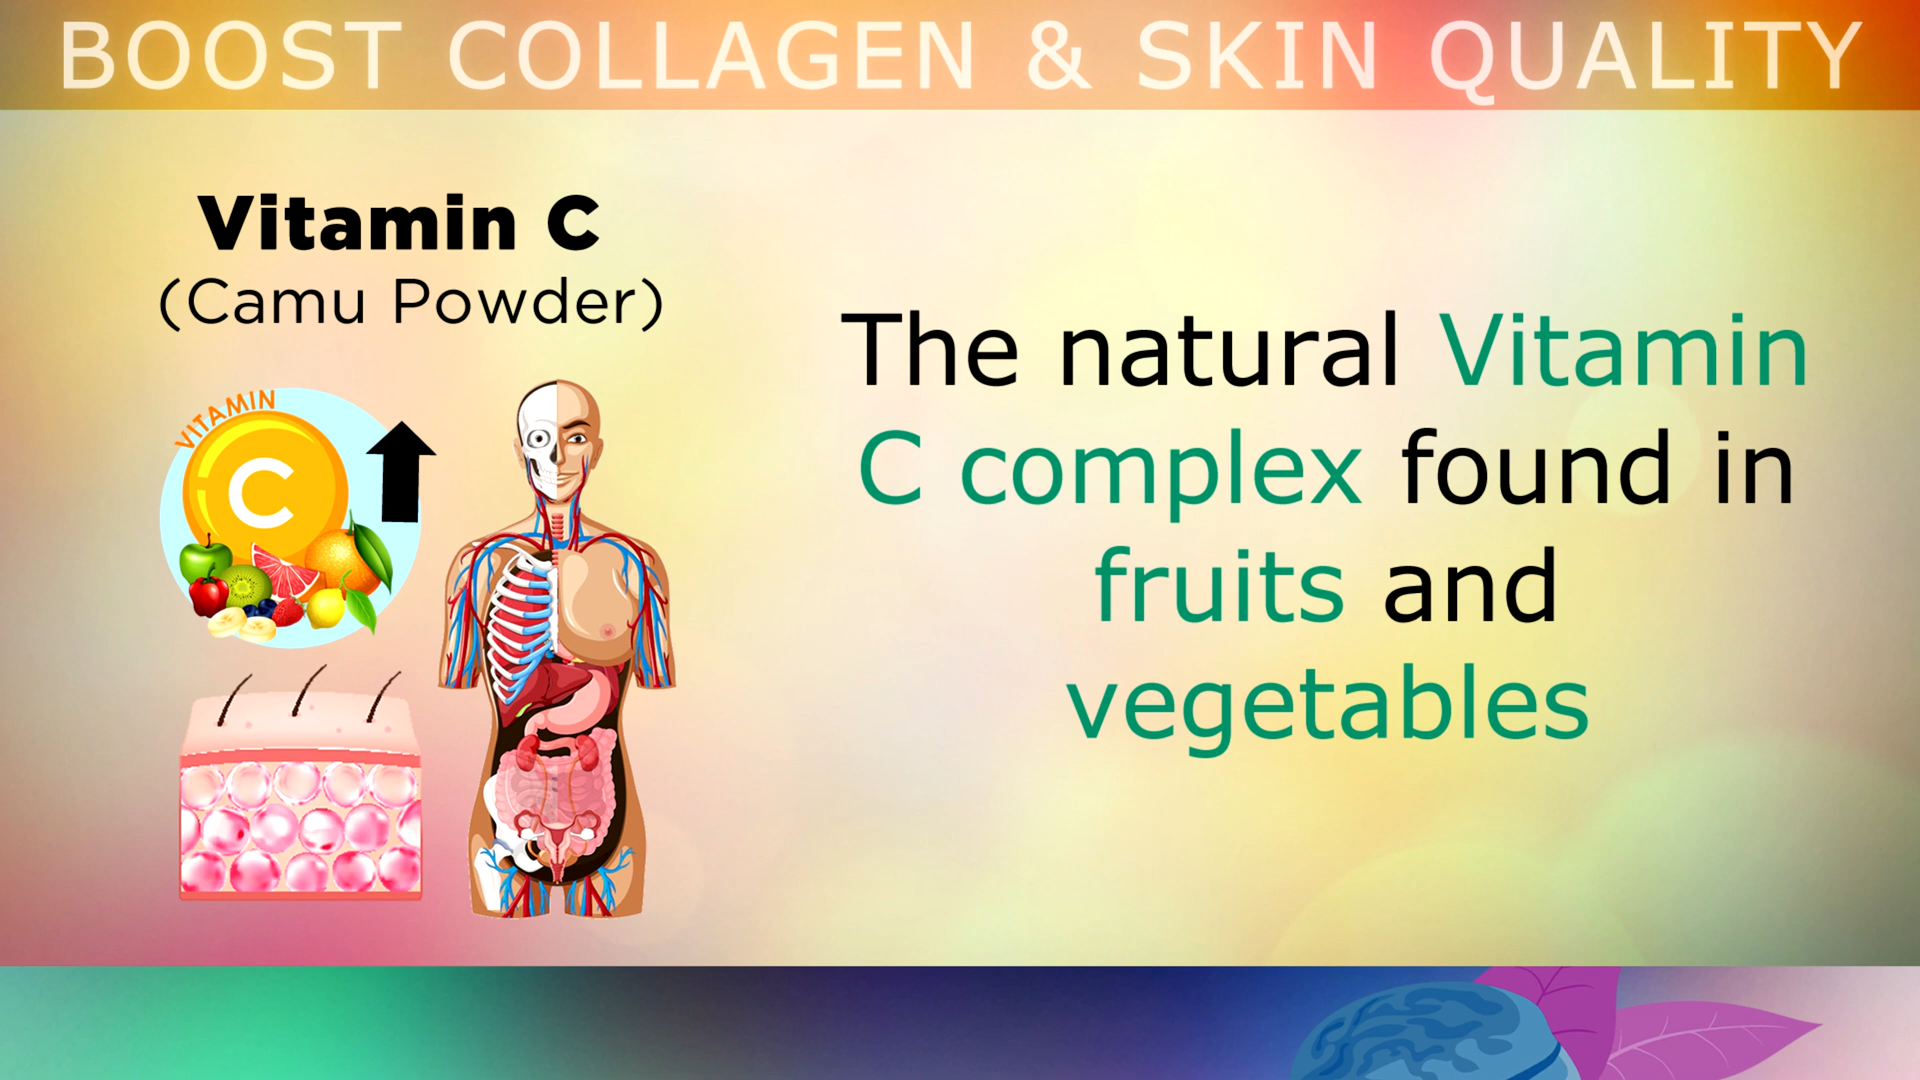 BOOST COLLAGEN & SKIN QUALITY
Vitamin C
(Camu Powder)
VITAMIN
C
The natural Vitamin
C complex found in
fruits and
vegetables